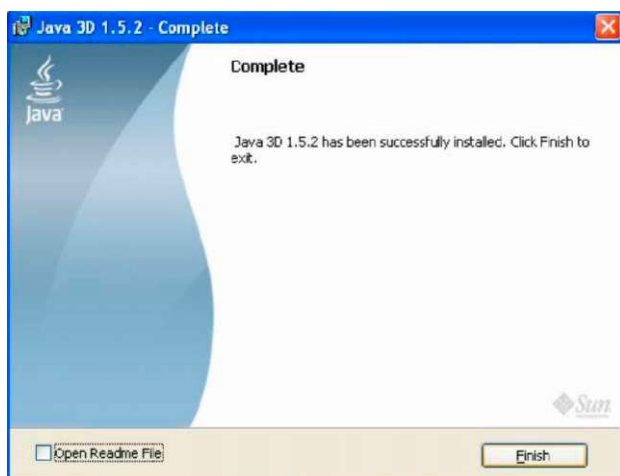 Java 3D 1.5.2 - Complete
Java
Complete
Java 3D 1.5.2 has been successfully installed. Click Finish to
exit.
Sun
Open Readme File
Finish